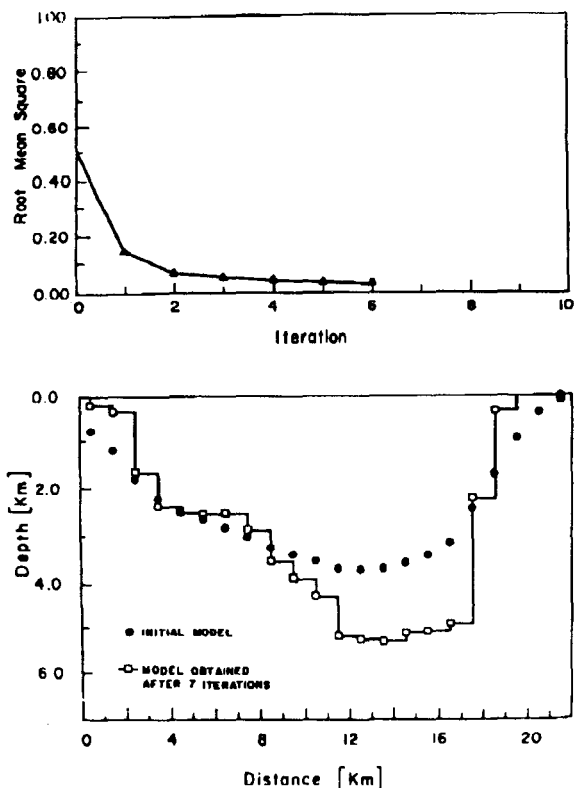 1.00
0.80
0.60
0.40
0.20
0.00
Root Mean Square
0 2 4 6 8 10
Iteration
0.0
2.0
4.0
6.0
Depth [Km]
INITIAL MODEL
MODEL OBTAINED
AFTER 7 ITERATIONS
0 4 8 12 16 20
Distance [Km]